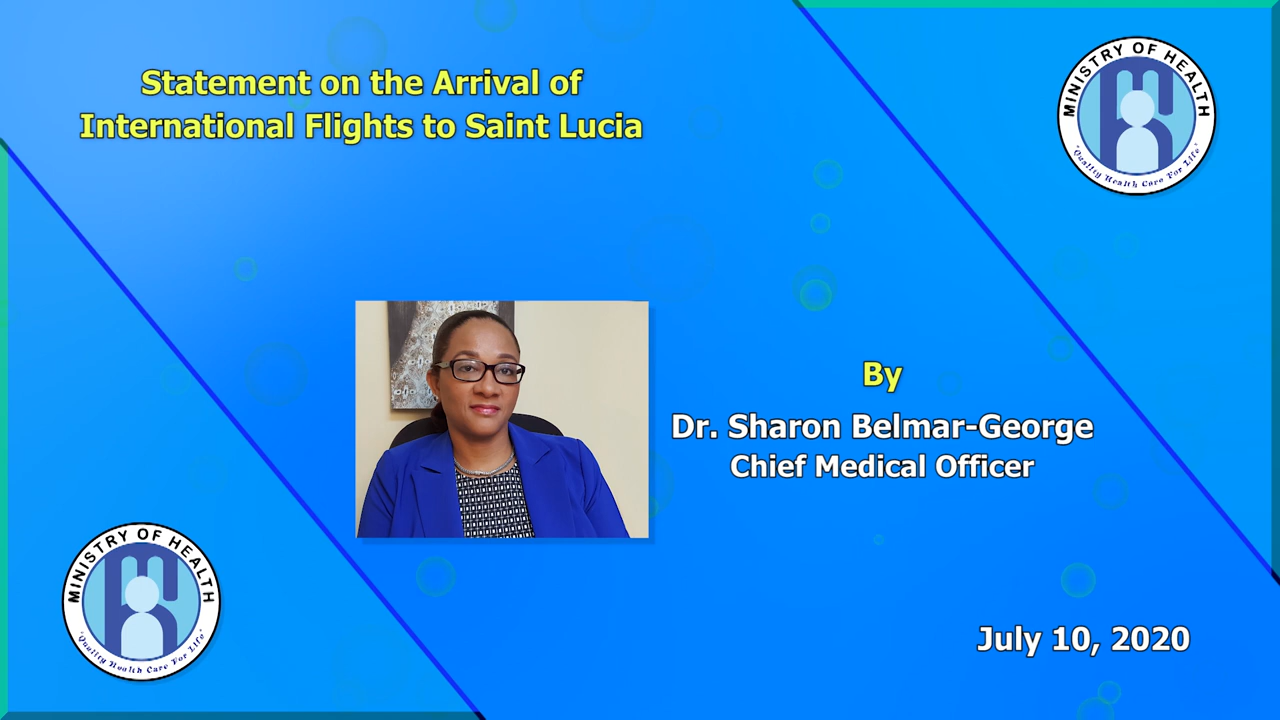 Statement on the Arrival of
International Flights to Saint Lucia
MINISTRY OF HEALTH
"Quality Health Care For Life"
By
Dr. Sharon Belmar-George
Chief Medical Officer
MINISTRY OF HEALTH
"Quality Health Care For Life"
July 10, 2020